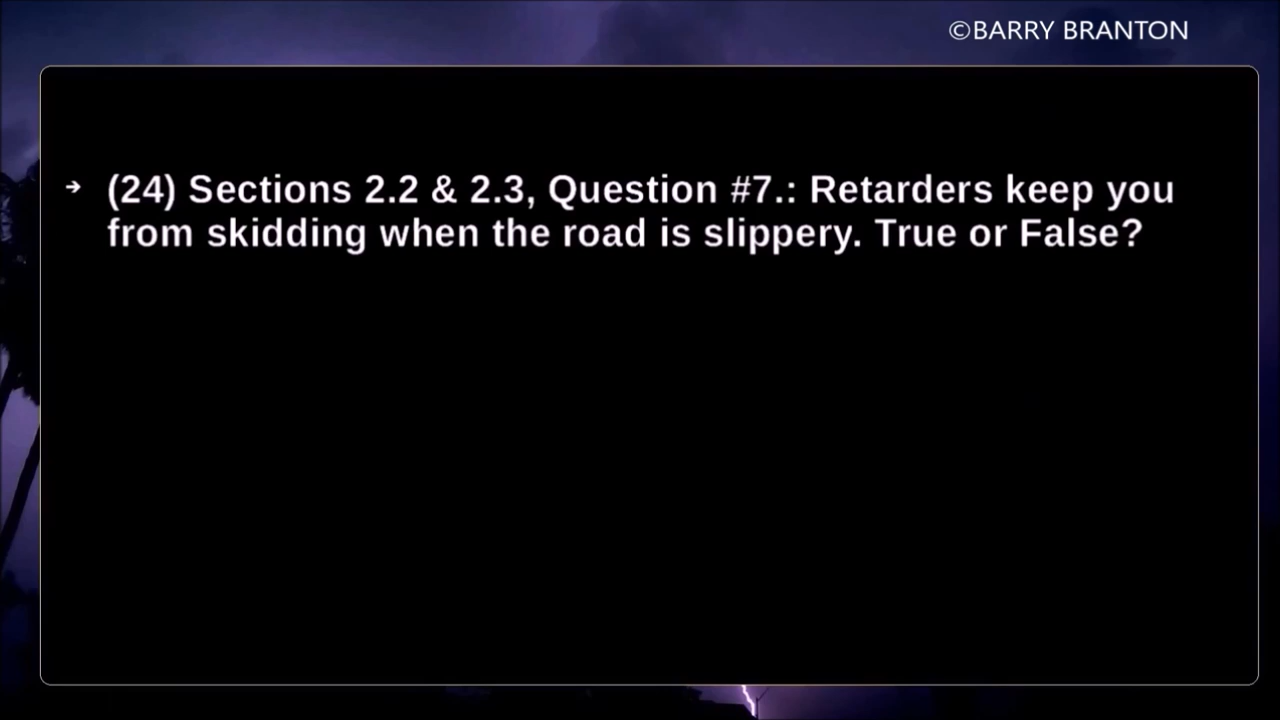 ©BARRY BRANTON
➔ (24) Sections 2.2 & 2.3, Question #7.: Retarders keep you
from skidding when the road is slippery. True or False?